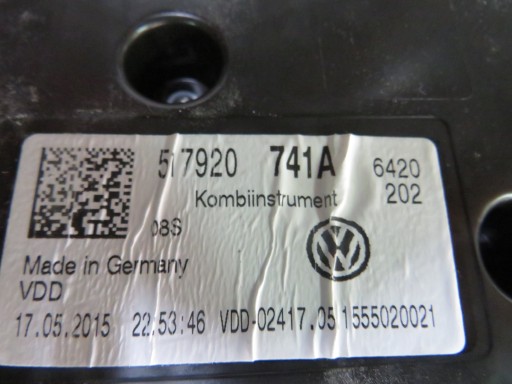 5G7920 741A 6420
Kombiinstrument 202
08S
Made in Germany
VDD
17.05.2015 22:53:46 VDD-02417.05 1555020021